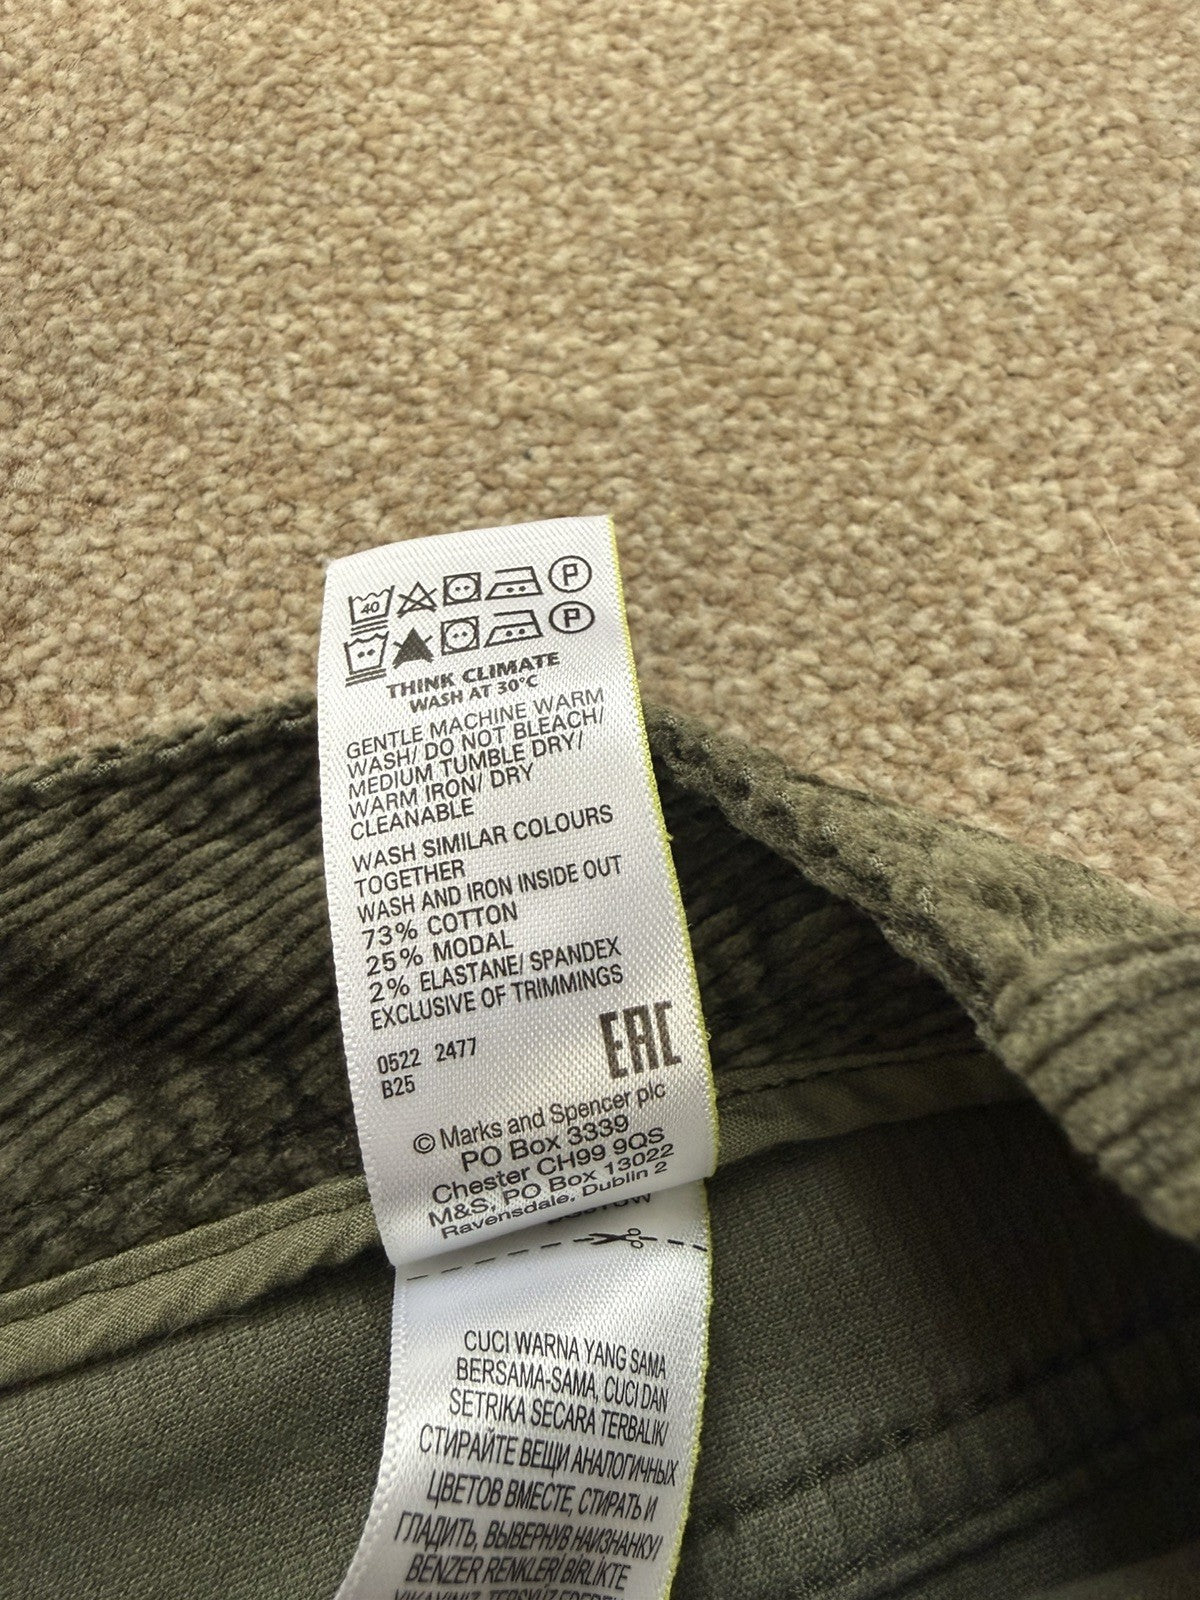 40 P
P
THINK CLIMATE
WASH AT 30°C
GENTLE MACHINE WARM
WASH/ DO NOT BLEACH/
MEDIUM TUMBLE DRY/
WARM IRON/ DRY
CLEANABLE
WASH SIMILAR COLOURS
TOGETHER
WASH AND IRON INSIDE OUT
73% COTTON
25% MODAL
2% ELASTANE/ SPANDEX
EXCLUSIVE OF TRIMMINGS
0522 2477
B25
EAC
© Marks and Spencer plc
PO Box 3339
Chester CH99 9QS
M&S, PO Box 13022
Ravensdale, Dublin 2
CUCI WARNA YANG SAMA
BERSAMA-SAMA, CUCI DAN
SETRIKA SECARA TERBALIK/
СТИРАЙТЕ ВЕЩИ АНАЛОГИЧНЫХ
ЦВЕТОВ ВМЕСТЕ, СТИРАТЬ И
ГЛАДИТЬ, ВЫВЕРНУВ НАИЗНАНКУ/
BENZER RENKLERİ BİRLİKTE